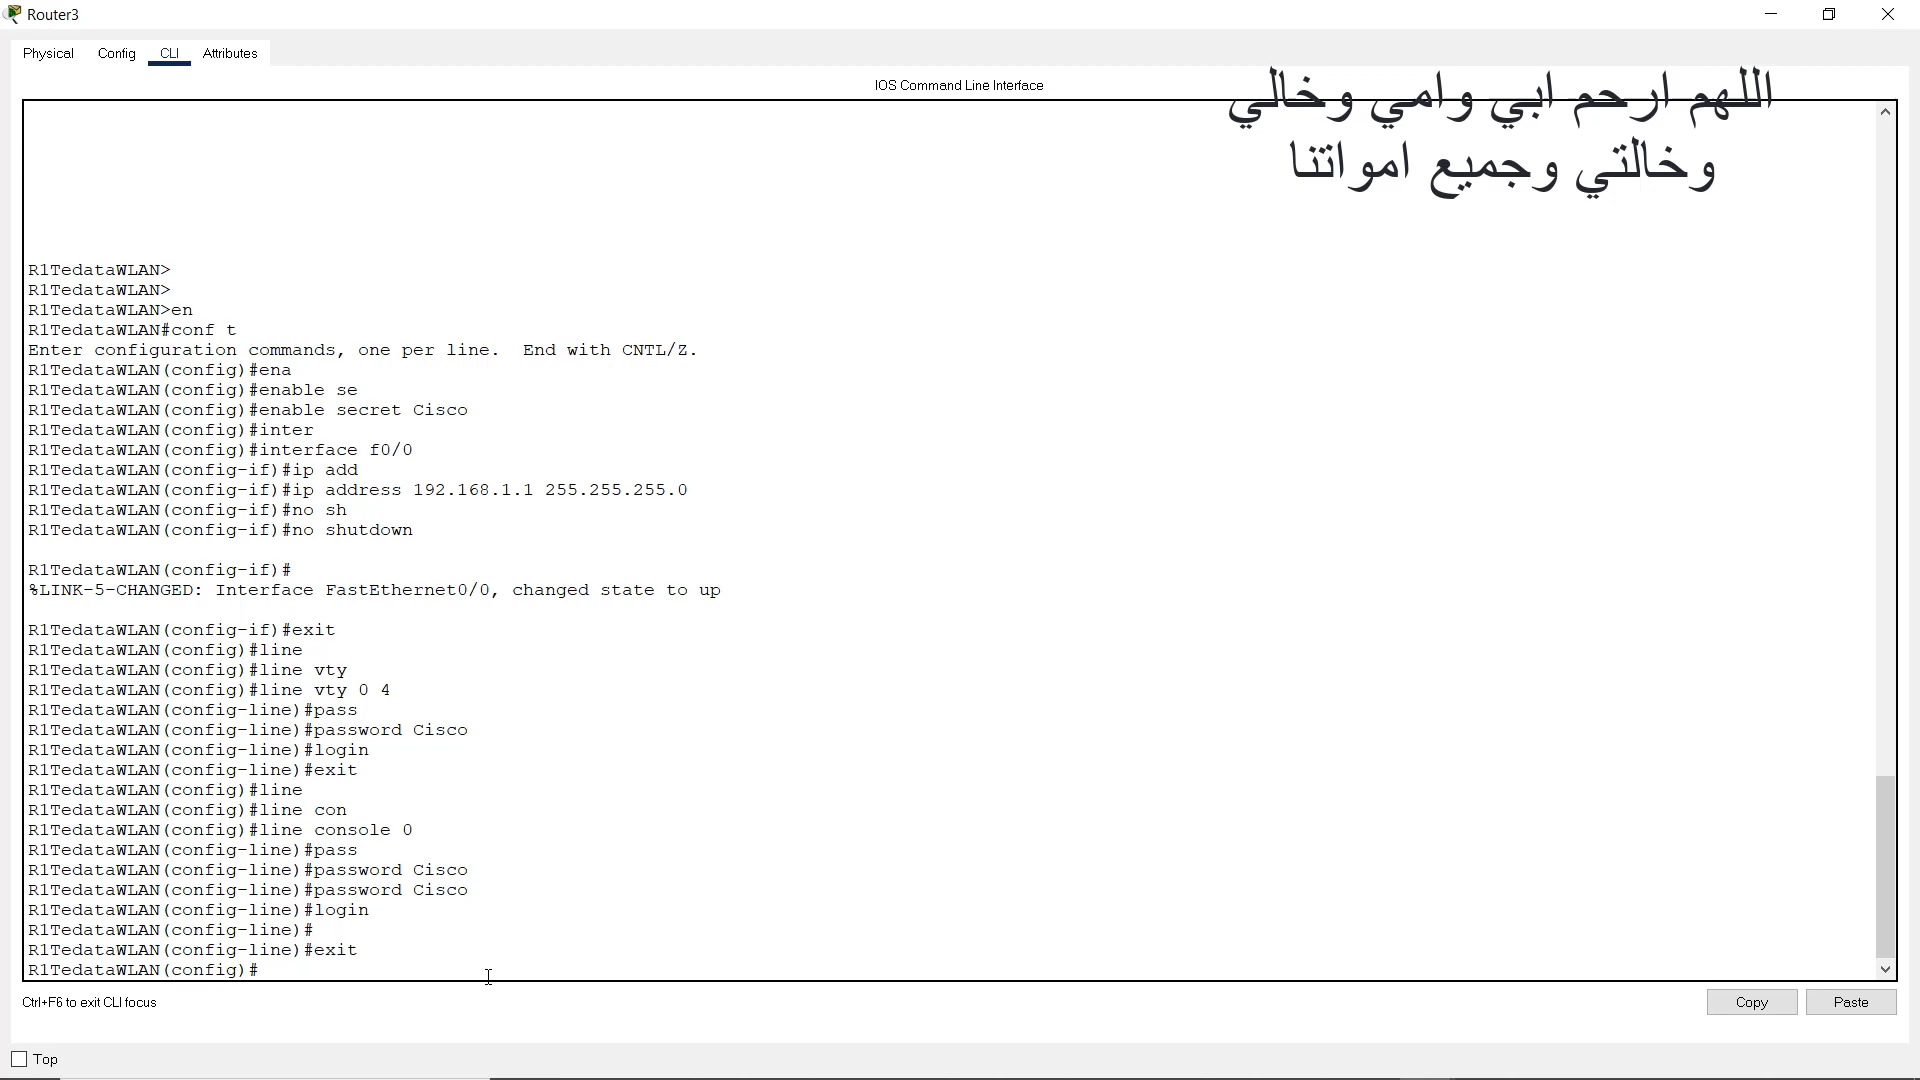 Router3
Physical Config CLI Attributes
IOS Command Line Interface
اللهم ارحم ابي وامي وخالي
وخالتي وجميع امواتنا
R1TedataWLAN>
R1TedataWLAN>
R1TedataWLAN>en
R1TedataWLAN#conf t
Enter configuration commands, one per line.  End with CNTL/Z.
R1TedataWLAN(config)#ena
R1TedataWLAN(config)#enable se
R1TedataWLAN(config)#enable secret Cisco
R1TedataWLAN(config)#inter
R1TedataWLAN(config)#interface f0/0
R1TedataWLAN(config-if)#ip add
R1TedataWLAN(config-if)#ip address 192.168.1.1 255.255.255.0
R1TedataWLAN(config-if)#no sh
R1TedataWLAN(config-if)#no shutdown
R1TedataWLAN(config-if)#
%LINK-5-CHANGED: Interface FastEthernet0/0, changed state to up
R1TedataWLAN(config-if)#exit
R1TedataWLAN(config)#line
R1TedataWLAN(config)#line vty
R1TedataWLAN(config)#line vty 0 4
R1TedataWLAN(config-line)#pass
R1TedataWLAN(config-line)#password Cisco
R1TedataWLAN(config-line)#login
R1TedataWLAN(config-line)#exit
R1TedataWLAN(config)#line
R1TedataWLAN(config)#line con
R1TedataWLAN(config)#line console 0
R1TedataWLAN(config-line)#pass
R1TedataWLAN(config-line)#password Cisco
R1TedataWLAN(config-line)#password Cisco
R1TedataWLAN(config-line)#login
R1TedataWLAN(config-line)#
R1TedataWLAN(config-line)#exit
R1TedataWLAN(config)#
Ctrl+F6 to exit CLI focus
Copy Paste
Top